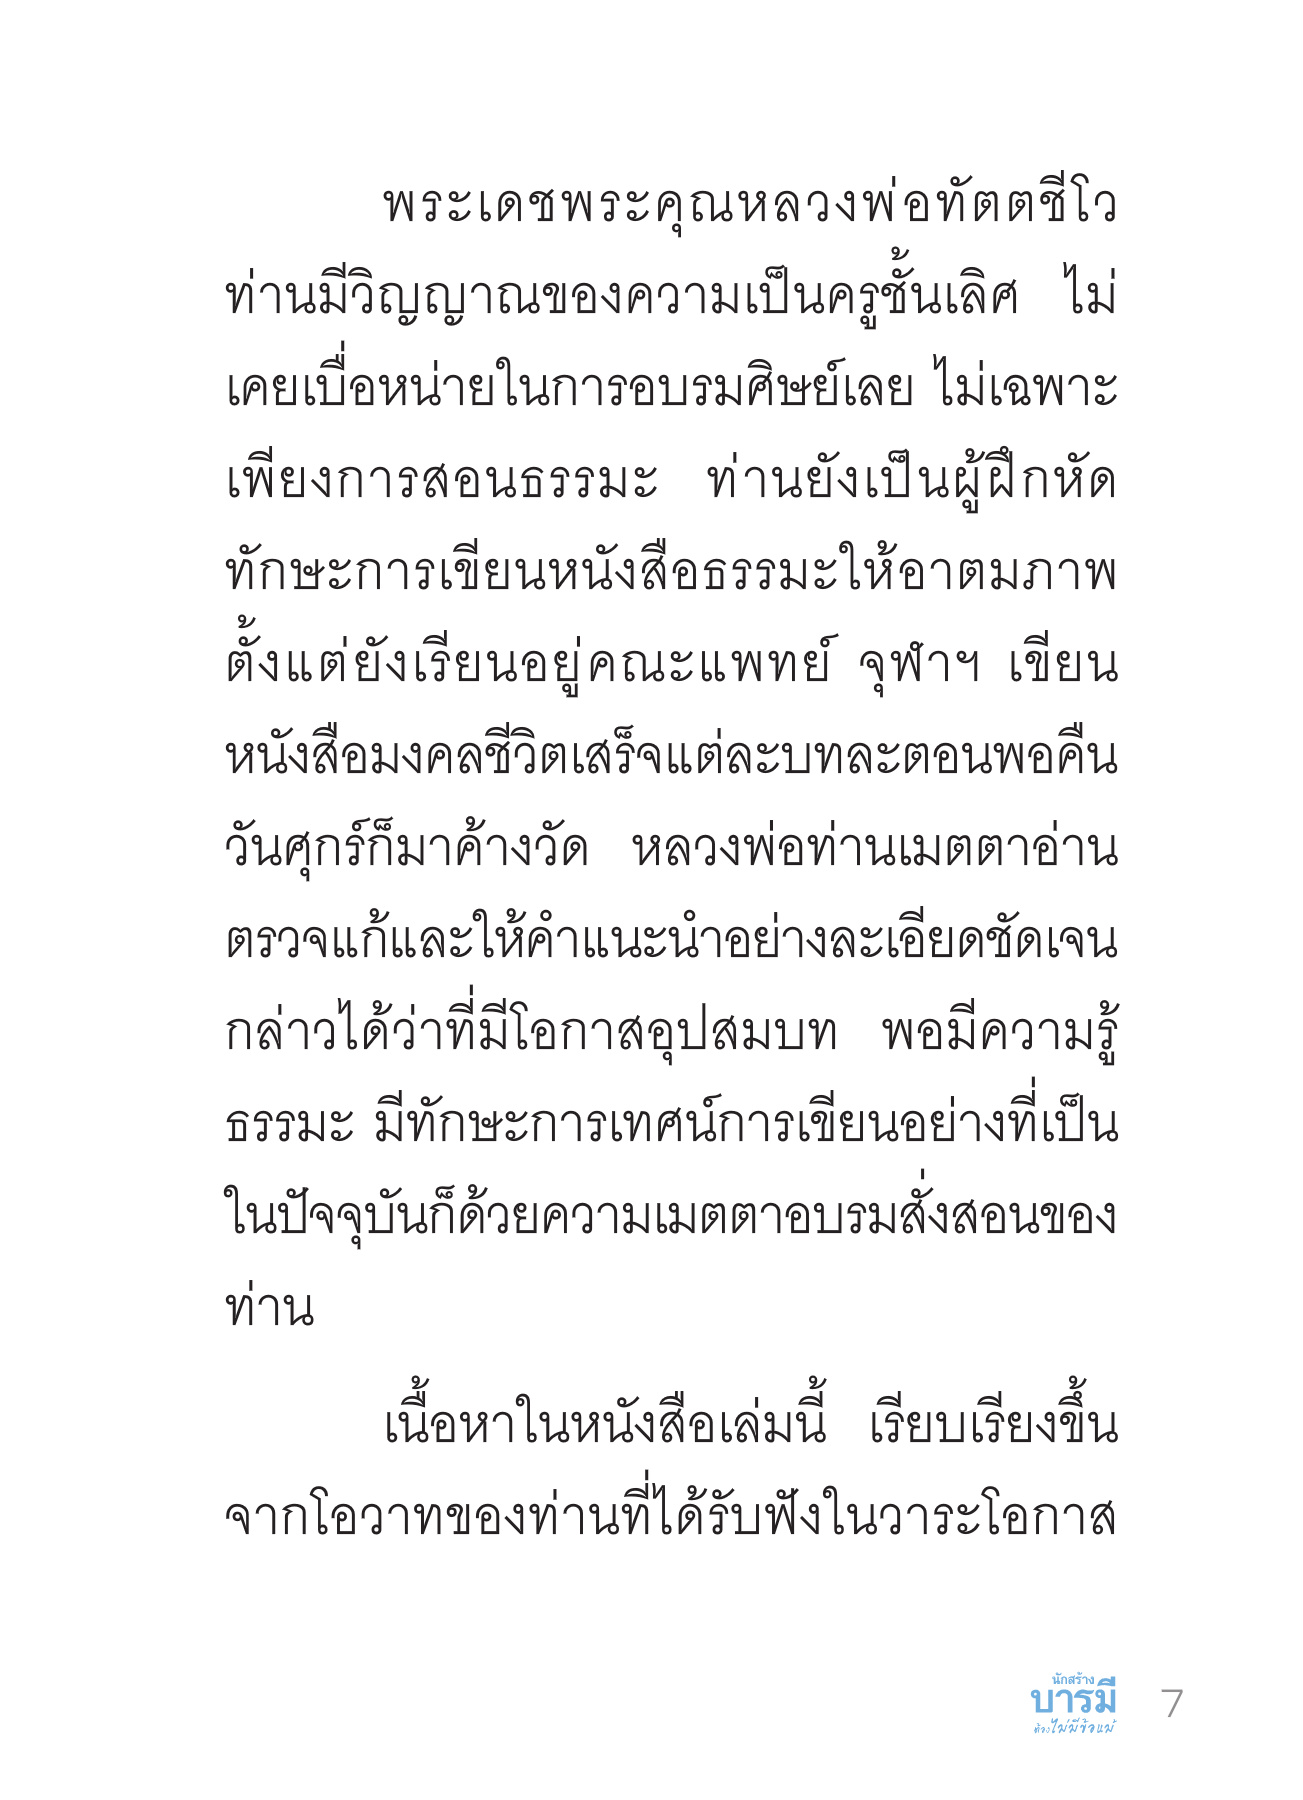 พระเดชพระคุณหลวงพ่อทัตตชีโว
ท่านมีวิญญาณของความเป็นครูชั้นเลิศ ไม่
เคยเบื่อหน่ายในการอบรมศิษย์เลย ไม่เฉพาะ
เพียงการสอนธรรมะ ท่านยังเป็นผู้ฝึกหัด
ทักษะการเขียนหนังสือธรรมะให้อาตมภาพ
ตั้งแต่ยังเรียนอยู่คณะแพทย์ จุฬาฯ เขียน
หนังสือมงคลชีวิตเสร็จแต่ละบทละตอนพอคืน
วันศุกร์ก็มาค้างวัด หลวงพ่อท่านเมตตาอ่าน
ตรวจแก้และให้คำแนะนำอย่างละเอียดชัดเจน
กล่าวได้ว่าที่มีโอกาสอุปสมบท พอมีความรู้
ธรรมะ มีทักษะการเทศน์การเขียนอย่างที่เป็น
ในปัจจุบันก็ด้วยความเมตตาอบรมสั่งสอนของ
ท่าน
เนื้อหาในหนังสือเล่มนี้ เรียบเรียงขึ้น
จากโอวาทของท่านที่ได้รับฟังในวาระโอกาส
นักสร้าง
บารมี
ต้องไม่มีข้อแม้
7